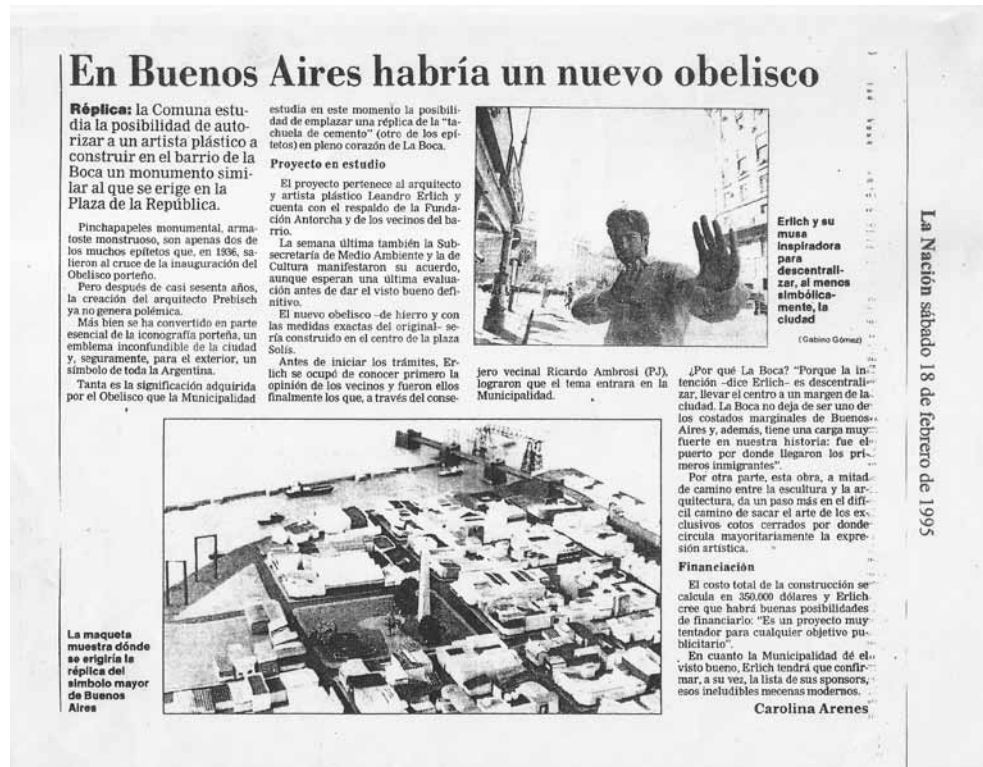 En Buenos Aires habría un nuevo obelisco
Réplica: la Comuna estu-
dia la posibilidad de auto-
rizar a un artista plástico a
construir en el barrio de la
Boca un monumento simi-
lar al que se erige en la
Plaza de la República.
Pinchapapeles monumental, arma-
toste monstruoso, son apenas dos de
los muchos epítetos que, en 1936, sa-
lieron al cruce de la inauguración del
Obelisco porteño.
Pero después de casi sesenta años,
la creación del arquitecto Prebisch
ya no genera polémica.
Más bien se ha convertido en parte
esencial de la iconografía porteña, un
emblema inconfundible de la ciudad
y, seguramente, para el exterior, un
símbolo de toda la Argentina.
Tanta es la significación adquirida
por el Obelisco que la Municipalidad
estudia en este momento la posibili-
dad de emplazar una réplica de la "ta-
chuela de cemento" (otro de los epí-
tetos) en pleno corazón de La Boca.
Proyecto en estudio
El proyecto pertenece al arquitecto
y artista plástico Leandro Erlich y
cuenta con el respaldo de la Funda-
ción Antorcha y de los vecinos del ba-
rrio.
La semana última también la Sub-
secretaría de Medio Ambiente y la de
Cultura manifestaron su acuerdo,
aunque esperan una última evalua-
ción antes de dar el visto bueno defi-
nitivo.
El nuevo obelisco –de hierro y con
las medidas exactas del original– se-
ría construido en el centro de la plaza
Solís.
Antes de iniciar los trámites, Er-
lich se ocupó de conocer primero la
opinión de los vecinos y fueron ellos
finalmente los que, a través del conse-
jero vecinal Ricardo Ambrosi (PJ),
lograron que el tema entrara en la
Municipalidad.
Erlich y su
musa
inspiradora
para
descentrali-
zar, al menos
simbólica-
mente, la
ciudad
(Gabino Gómez)
¿Por qué La Boca? "Porque la in-
tención –dice Erlich– es descentrali-
zar, llevar el centro a un margen de la
ciudad. La Boca no deja de ser uno de
los costados marginales de Buenos
Aires y, además, tiene una carga muy
fuerte en nuestra historia: fue el
puerto por donde llegaron los pri-
meros inmigrantes".
Por otra parte, esta obra, a mitad
de camino entre la escultura y la ar-
quitectura, da un paso más en el difí-
cil camino de sacar el arte de los ex-
clusivos cotos cerrados por donde
circula mayoritariamente la expre-
sión artística.
Financiación
El costo total de la construcción se
calcula en 350.000 dólares y Erlich
cree que habrá buenas posibilidades
de financiarlo: "Es un proyecto muy
tentador para cualquier objetivo pu-
blicitario".
En cuanto la Municipalidad dé el
visto bueno, Erlich tendrá que confir-
mar, a su vez, la lista de sus sponsors,
esos ineludibles mecenas modernos.
Carolina Arenes
La maqueta
muestra dónde
se erigiría la
réplica del
símbolo mayor
de Buenos
Aires
La Nación sábado 18 de febrero de 1995